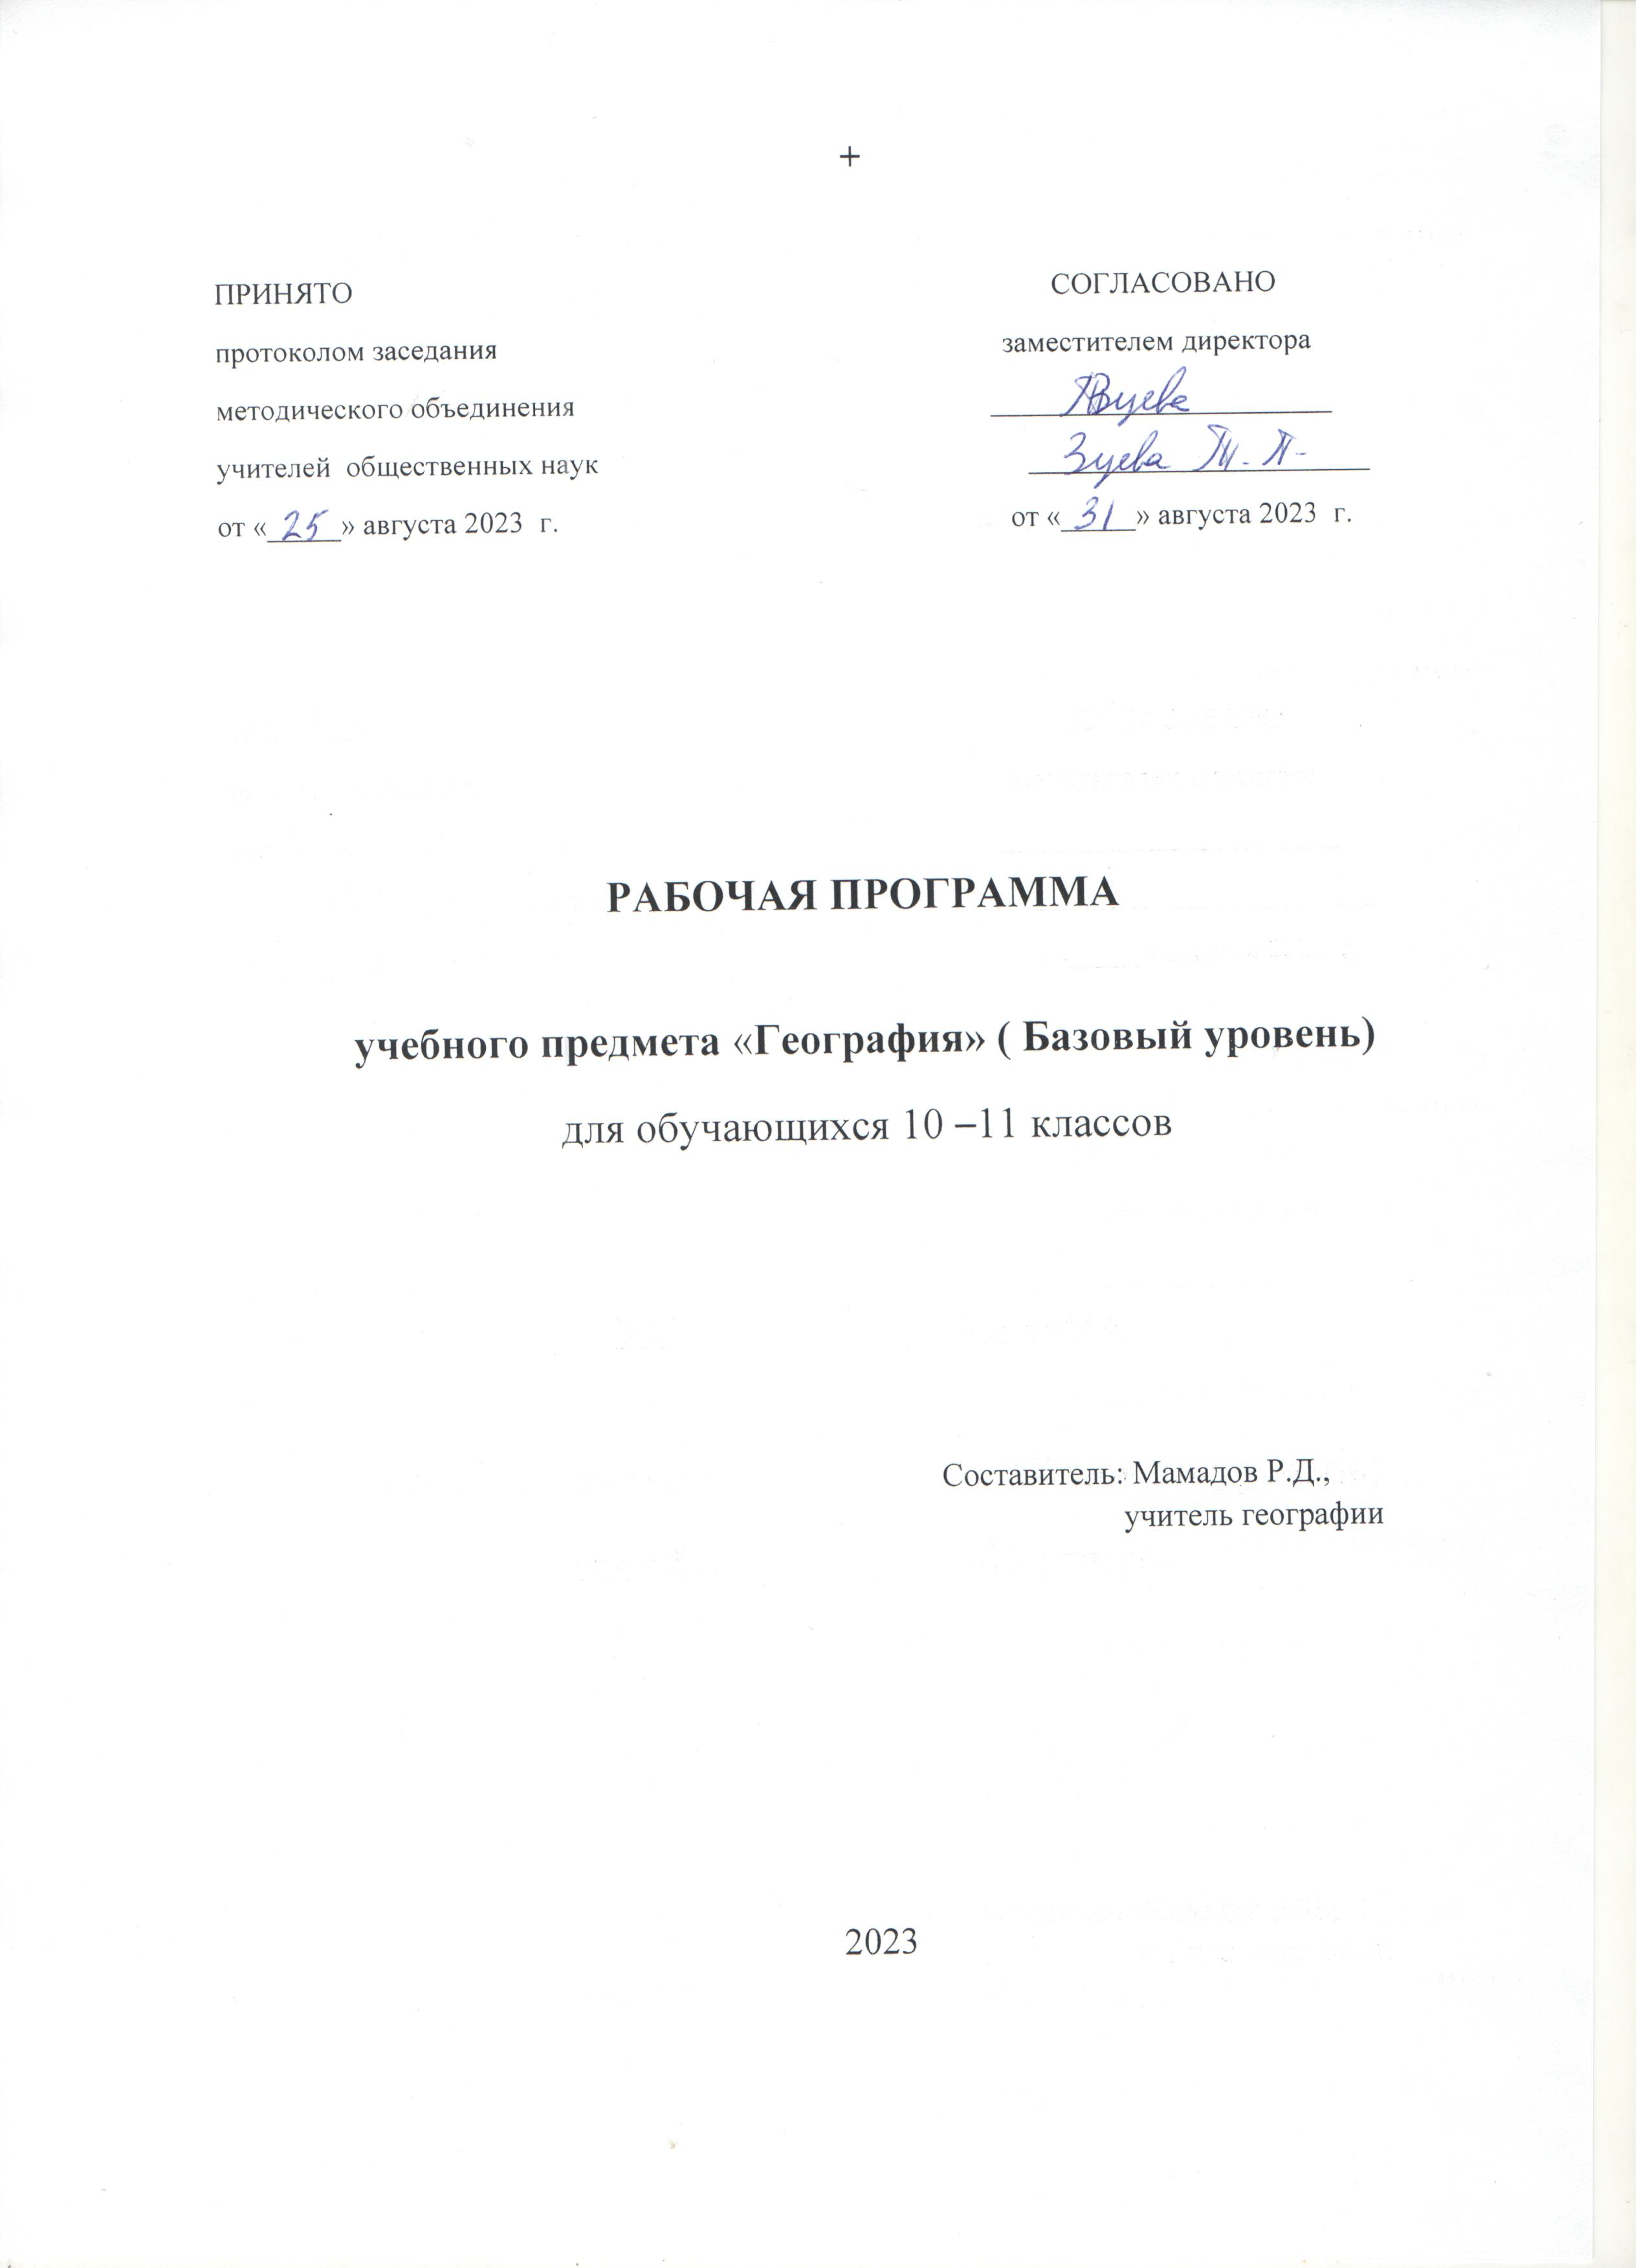 +
ПРИНЯТО
протоколом заседания
методического объединения
учителей общественных наук
от «25» августа 2023 г.
СОГЛАСОВАНО
заместителем директора
Зуева Т. П.
от «31» августа 2023 г.
РАБОЧАЯ ПРОГРАММА
учебного предмета «География» ( Базовый уровень)
для обучающихся 10 –11 классов
Составитель: Мамадов Р.Д.,
учитель географии
2023